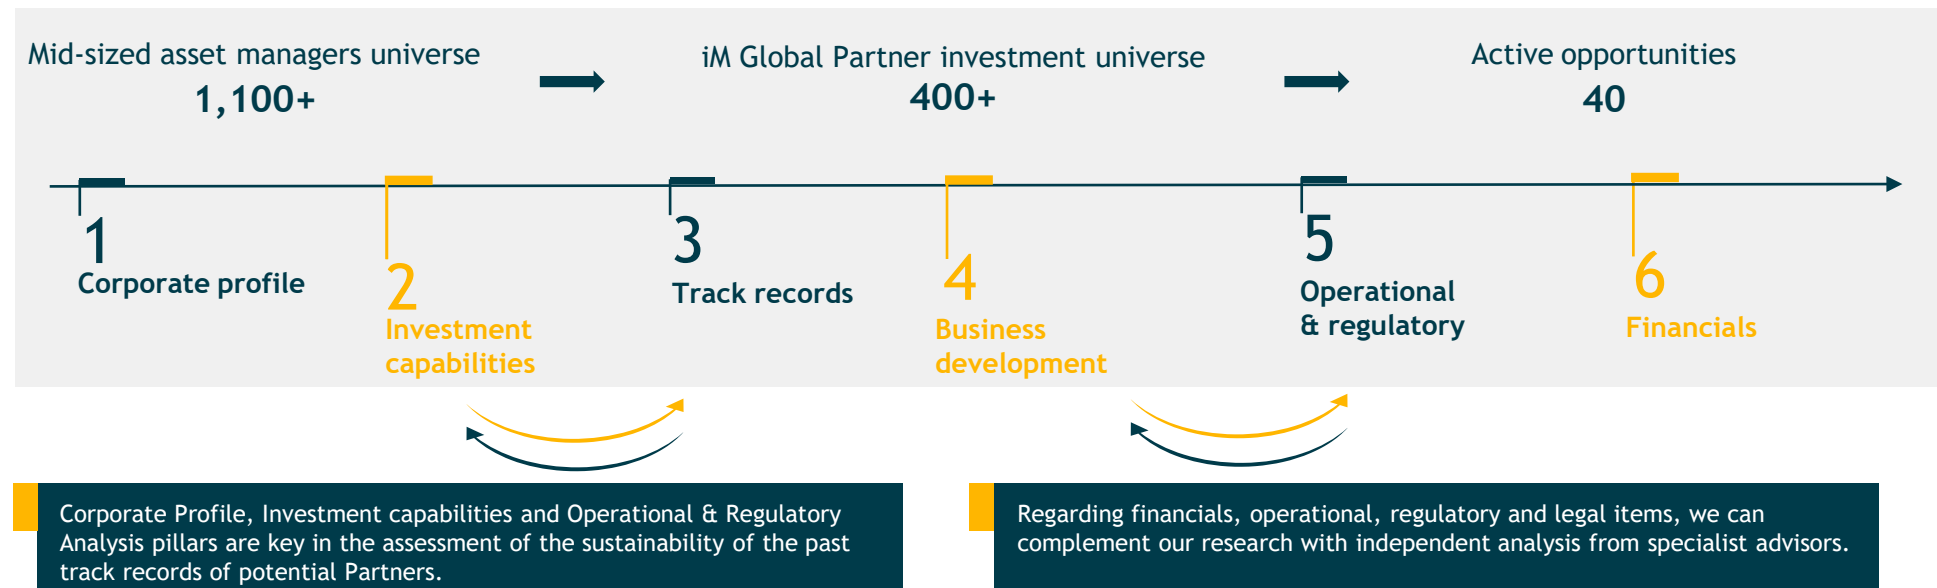 Mid-sized asset managers universe
1,100+
iM Global Partner investment universe
400+
Active opportunities
40
1
Corporate profile
2
Investment
capabilities
3
Track records
4
Business
development
5
Operational
& regulatory
6
Financials
Corporate Profile, Investment capabilities and Operational & Regulatory
Analysis pillars are key in the assessment of the sustainability of the past
track records of potential Partners.
Regarding financials, operational, regulatory and legal items, we can
complement our research with independent analysis from specialist advisors.